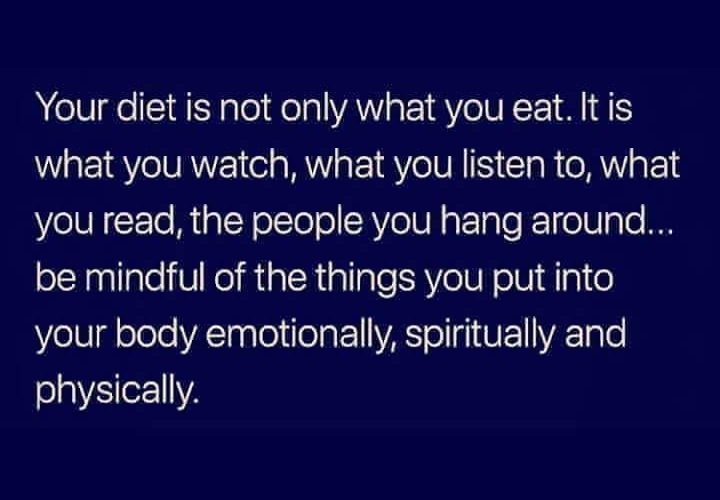 Your diet is not only what you eat. It is
what you watch, what you listen to, what
you read, the people you hang around...
be mindful of the things you put into
your body emotionally, spiritually and
physically.